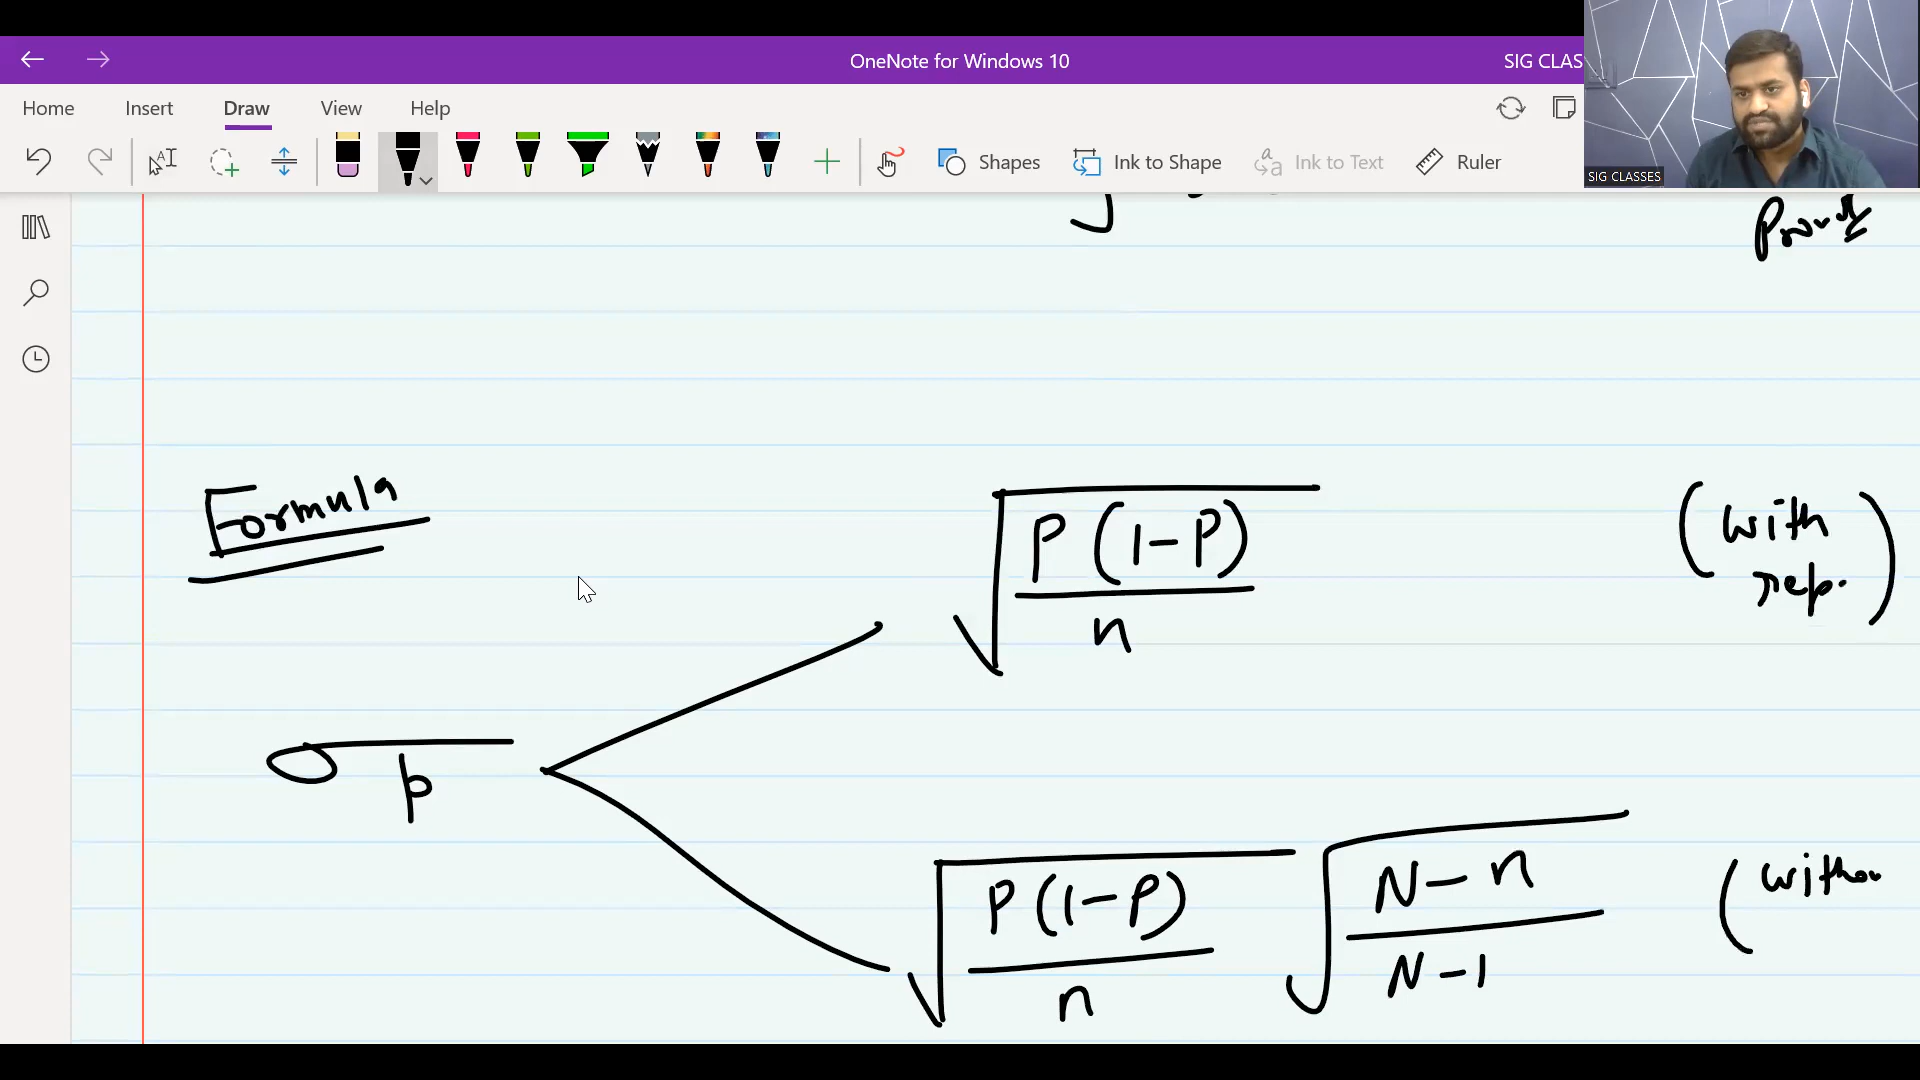 OneNote for Windows 10
SIG CLAS
Home Insert Draw View Help
Shapes Ink to Shape Ink to Text Ruler
SIG CLASSES
Proof
Formula
√(P(1-P)/n) (with rep.)
σp
√(P(1-P)/n) √(N-n/N-1) (withou